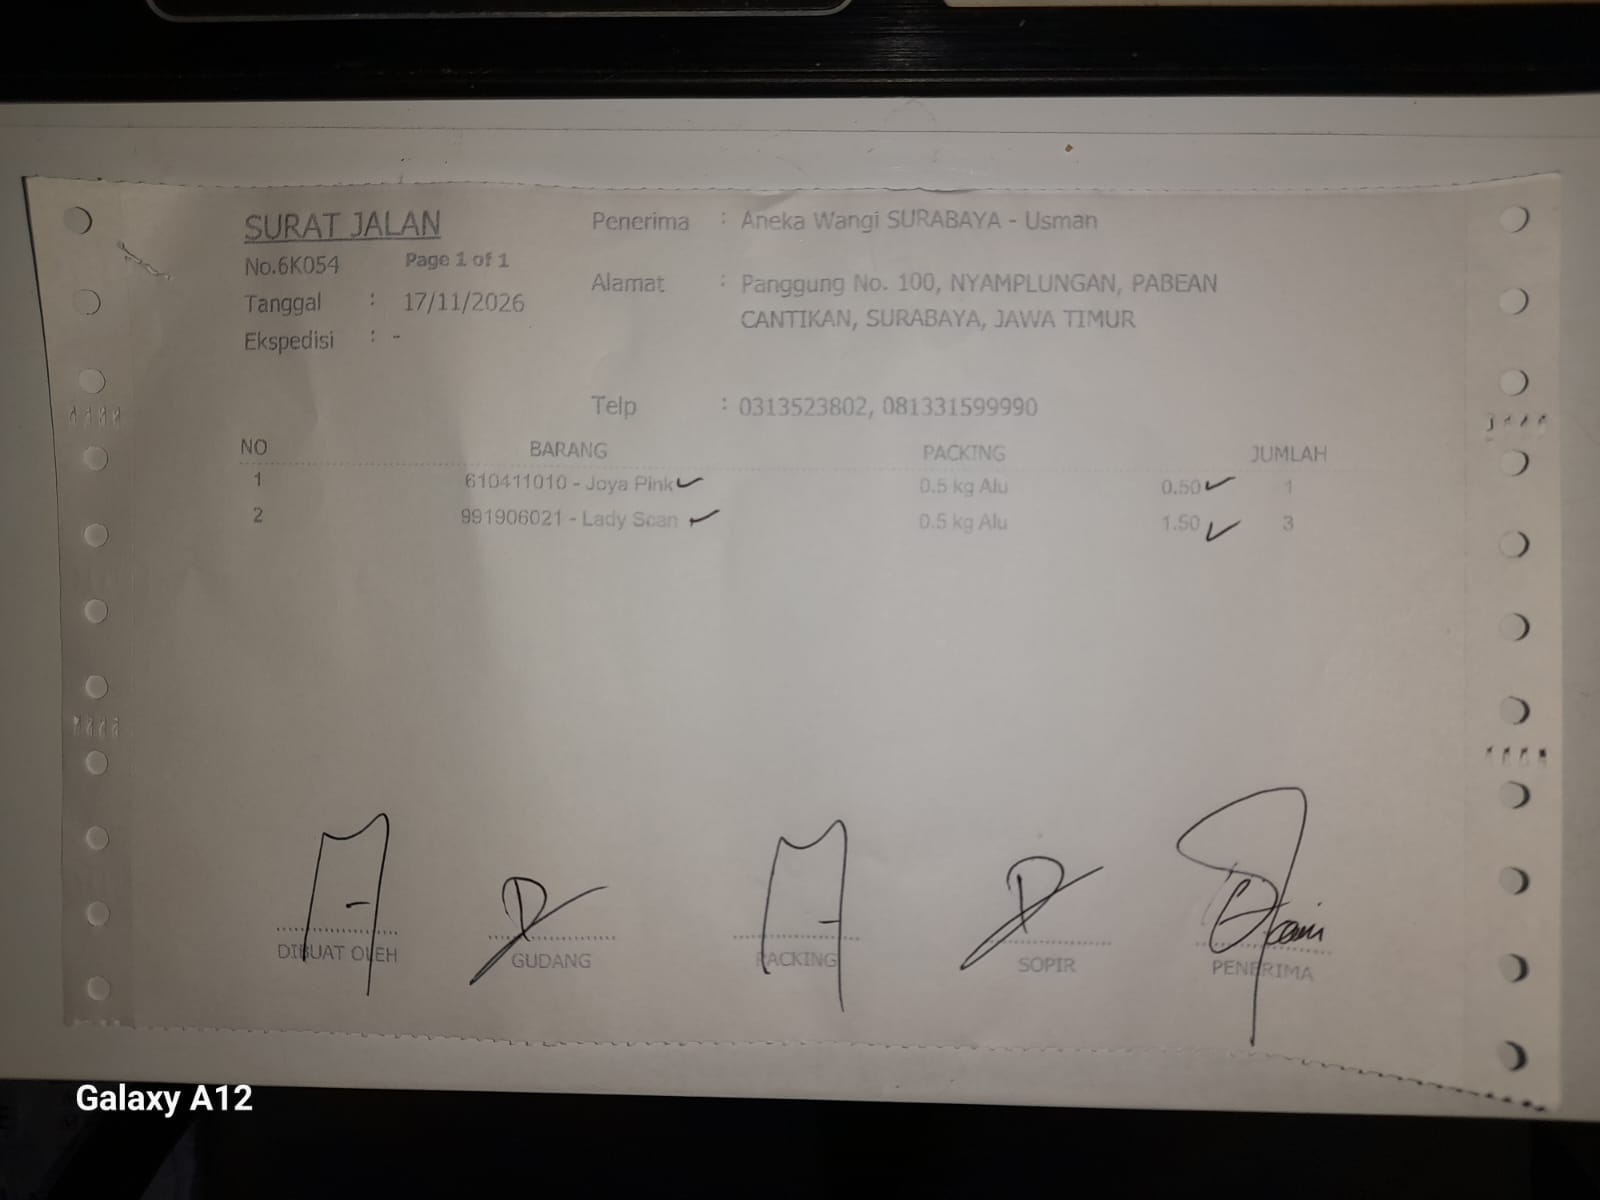 SURAT JALAN
No.6K054 Page 1 of 1
Tanggal : 17/11/2026
Ekspedisi : -
Penerima : Aneka Wangi SURABAYA - Usman
Alamat : Panggung No. 100, NYAMPLUNGAN, PABEAN
CANTIKAN, SURABAYA, JAWA TIMUR
Telp : 0313523802, 081331599990
NO BARANG PACKING JUMLAH
1 610411010 - Joya Pink 0.5 kg Alu 0.50 1
2 991906021 - Lady Scan 0.5 kg Alu 1.50 3
DIBUAT OLEH GUDANG PACKING SOPIR PENERIMA
Galaxy A12